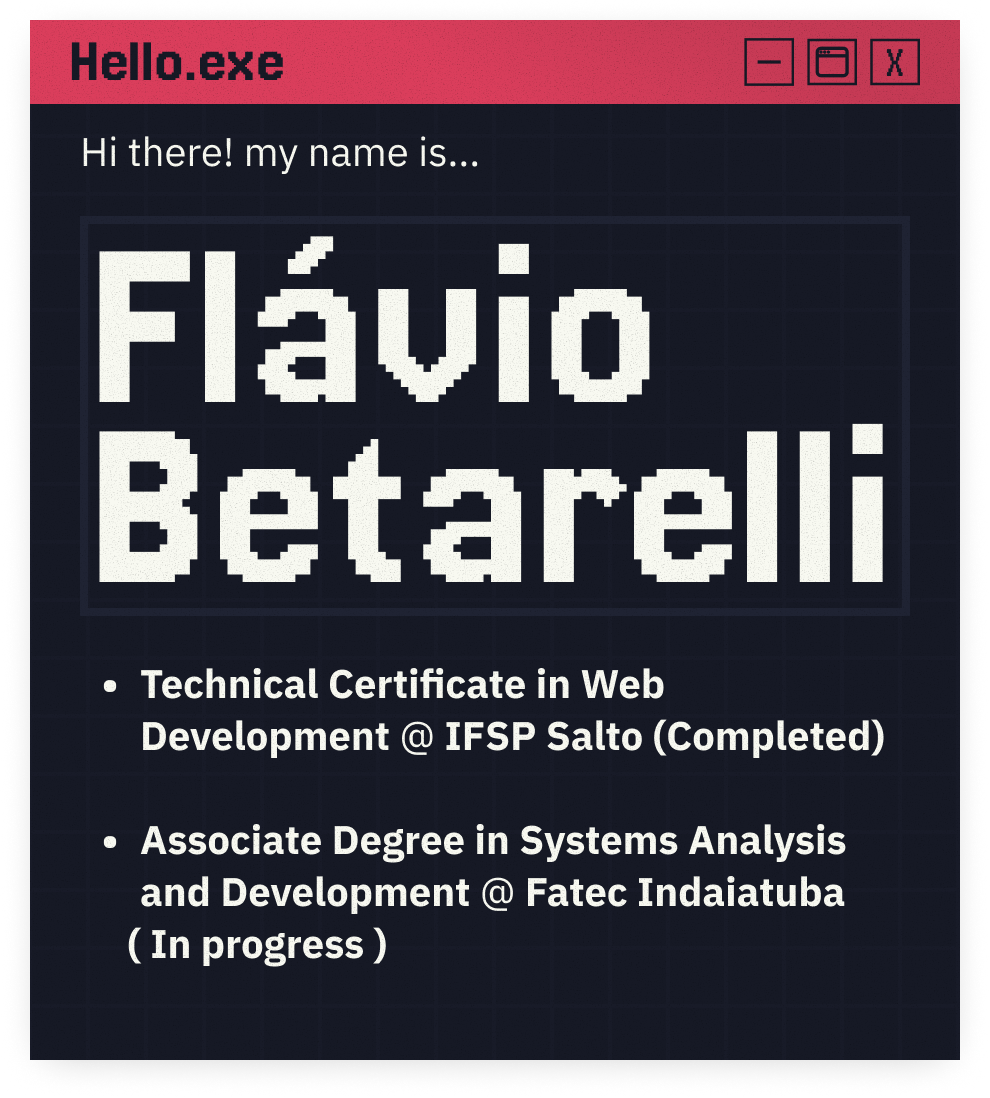 Hello.exe
Hi there! my name is...
Flávio
Betarelli
• Technical Certificate in Web
Development @ IFSP Salto (Completed)
• Associate Degree in Systems Analysis
and Development @ Fatec Indaiatuba
( In progress )